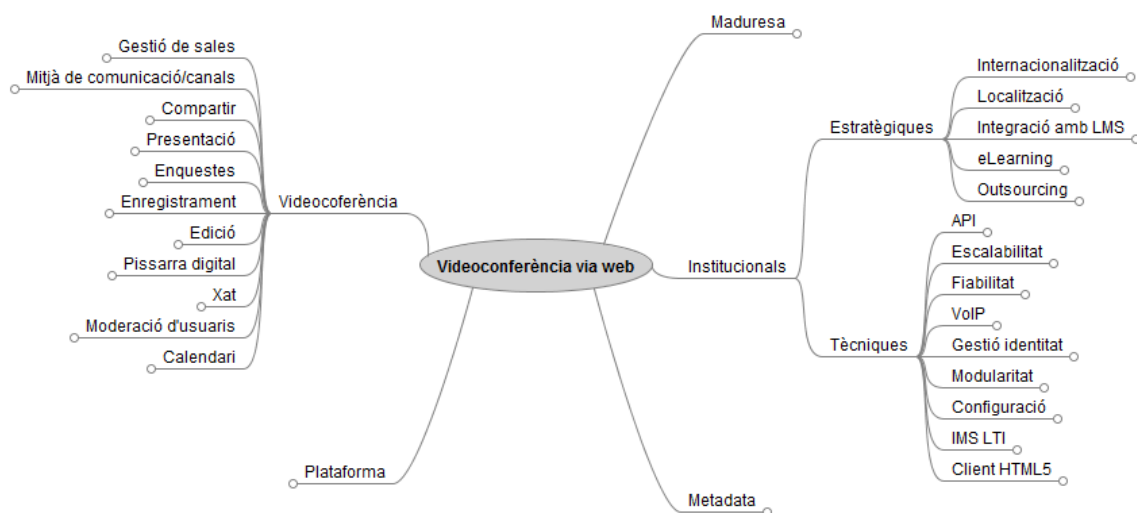 Videoconferència via web
Maduresa
Institucionals
Estratègiques
Internacionalització
Localització
Integració amb LMS
eLearning
Outsourcing
Tècniques
API
Escalabilitat
Fiabilitat
VoIP
Gestió identitat
Modularitat
Configuració
IMS LTI
Client HTML5
Metadata
Plataforma
Videocoferència
Gestió de sales
Mitjà de comunicació/canals
Compartir
Presentació
Enquestes
Enregistrament
Edició
Pissarra digital
Xat
Moderació d'usuaris
Calendari